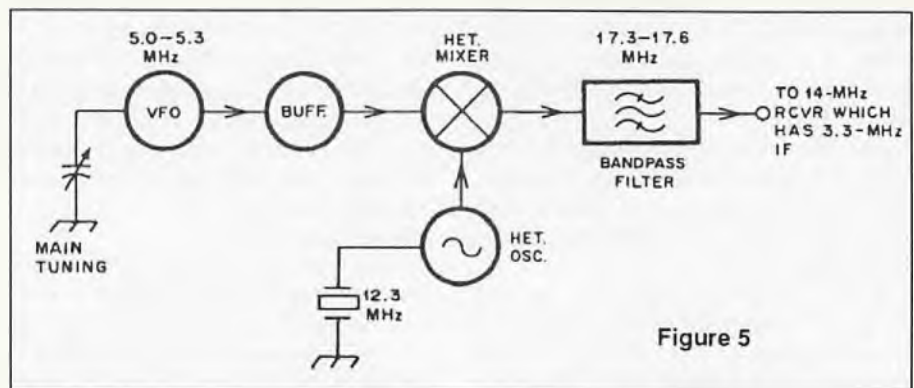 5.0–5.3
MHz
VFO
MAIN
TUNING
BUFF.
HET.
MIXER
HET.
OSC.
12.3
MHz
17.3–17.6
MHz
BANDPASS
FILTER
TO 14-MHz
RCVR WHICH
HAS 3.3-MHz
IF
Figure 5